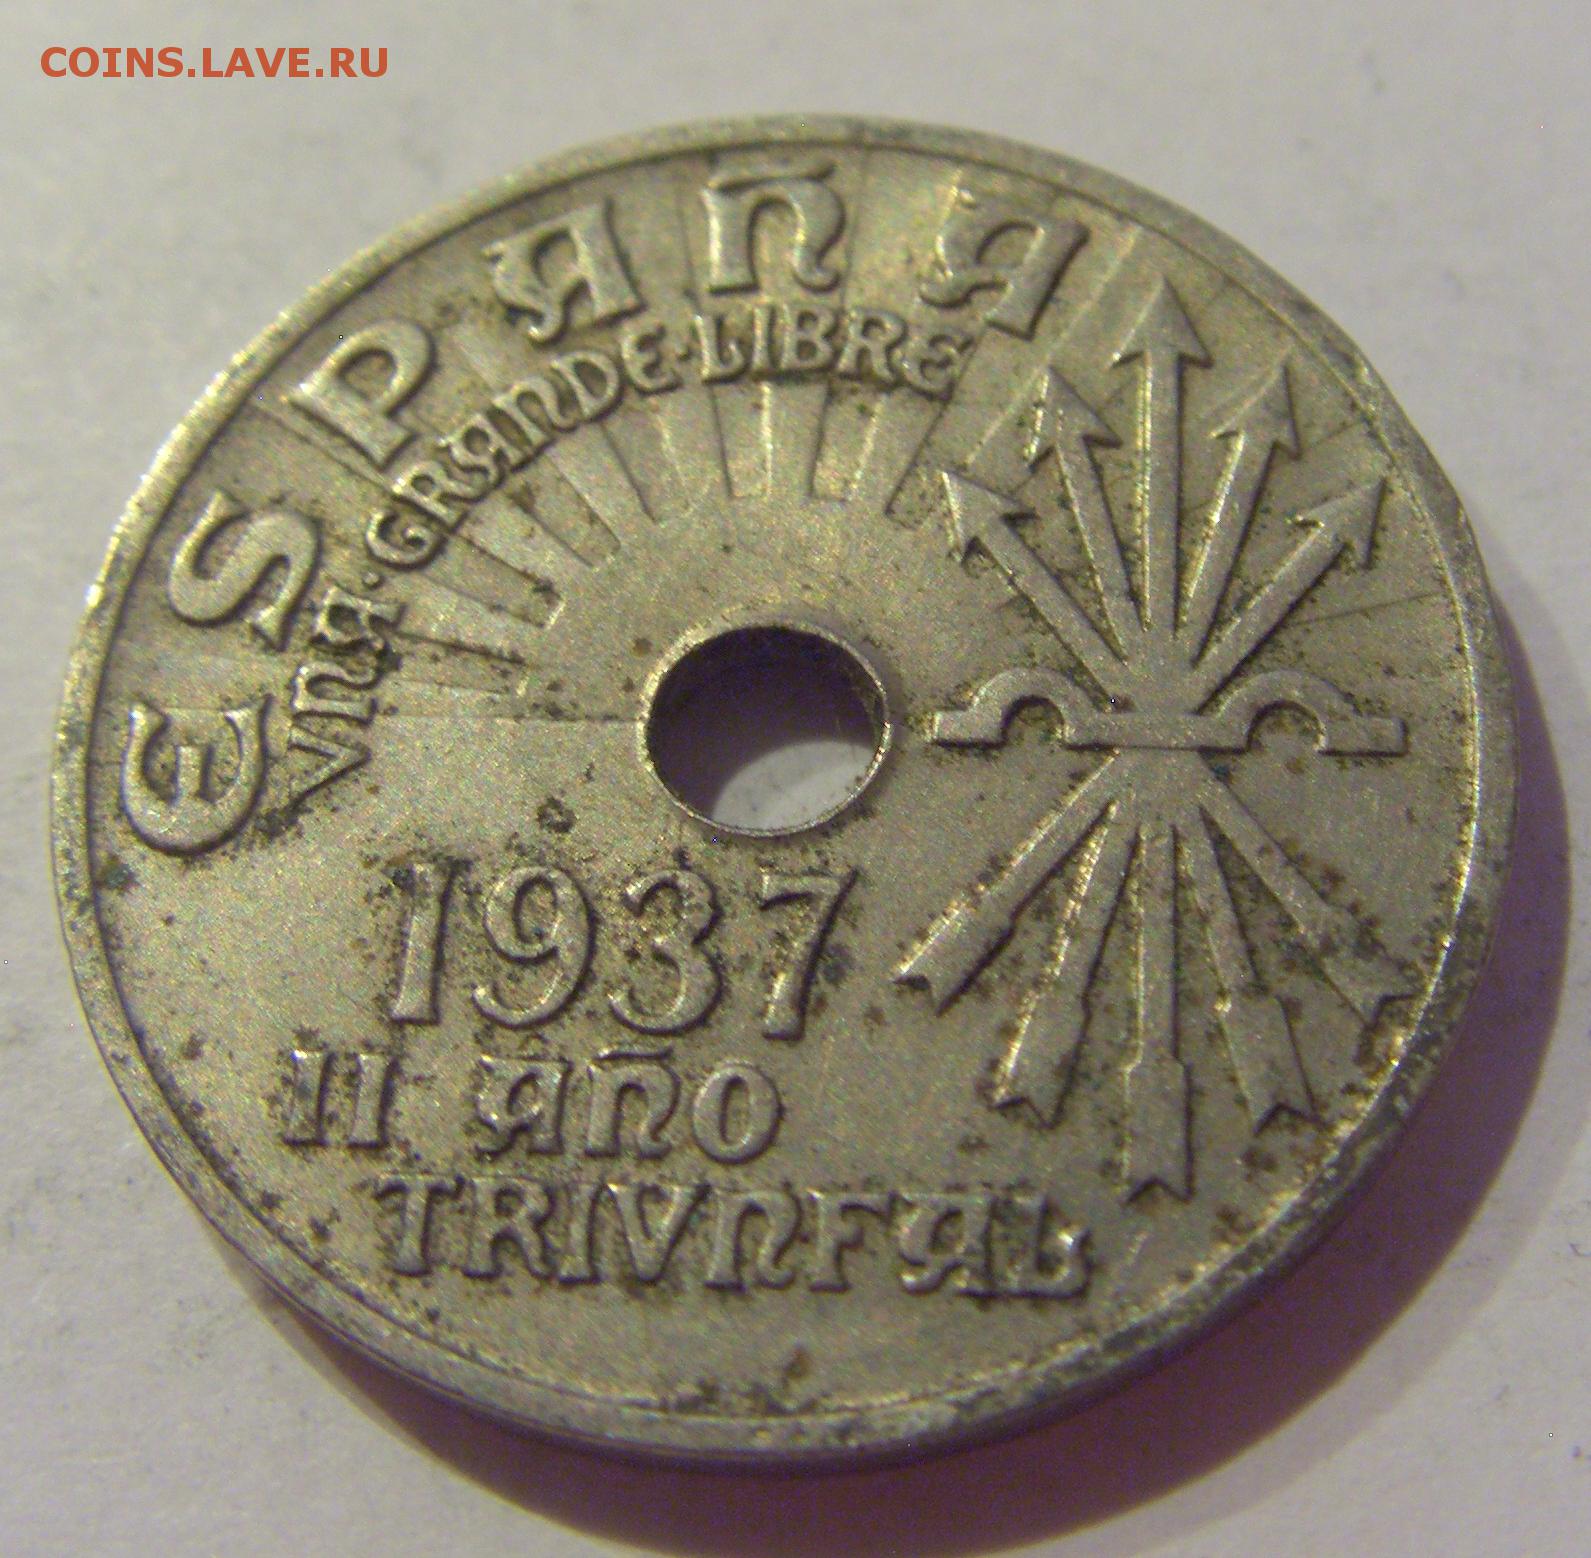 COINS.LAVE.RU
ESPAÑA
VNA·GRANDE·LIBRE
1937
II AÑO
TRIVNFAL